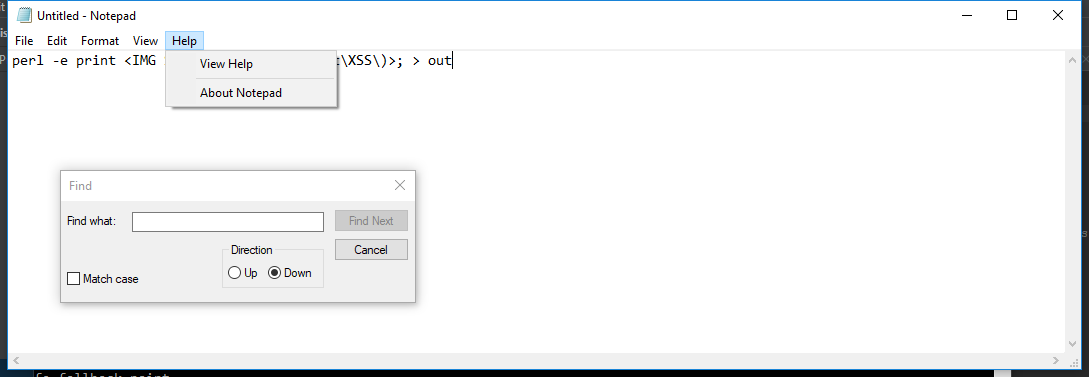 Untitled - Notepad
File Edit Format View Help
perl -e print <IMG \XSS\)>; > out
View Help
About Notepad
Find
Find what:
Find Next
Direction
Cancel
Up Down
Match case